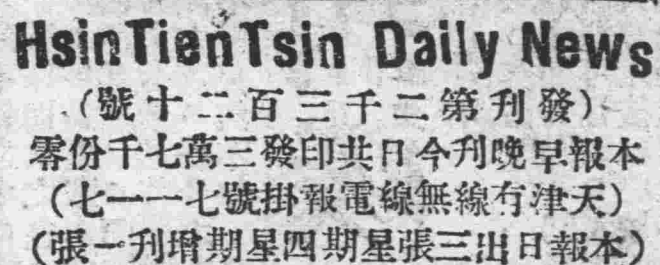 HsinTienTsin Daily News
(發刊第二千三百二十號)
本報早晚刊今日共印發三萬七千份零
(天津有線無線電報掛號七一一七)
(本報日出三張星期四星期增刊一張)